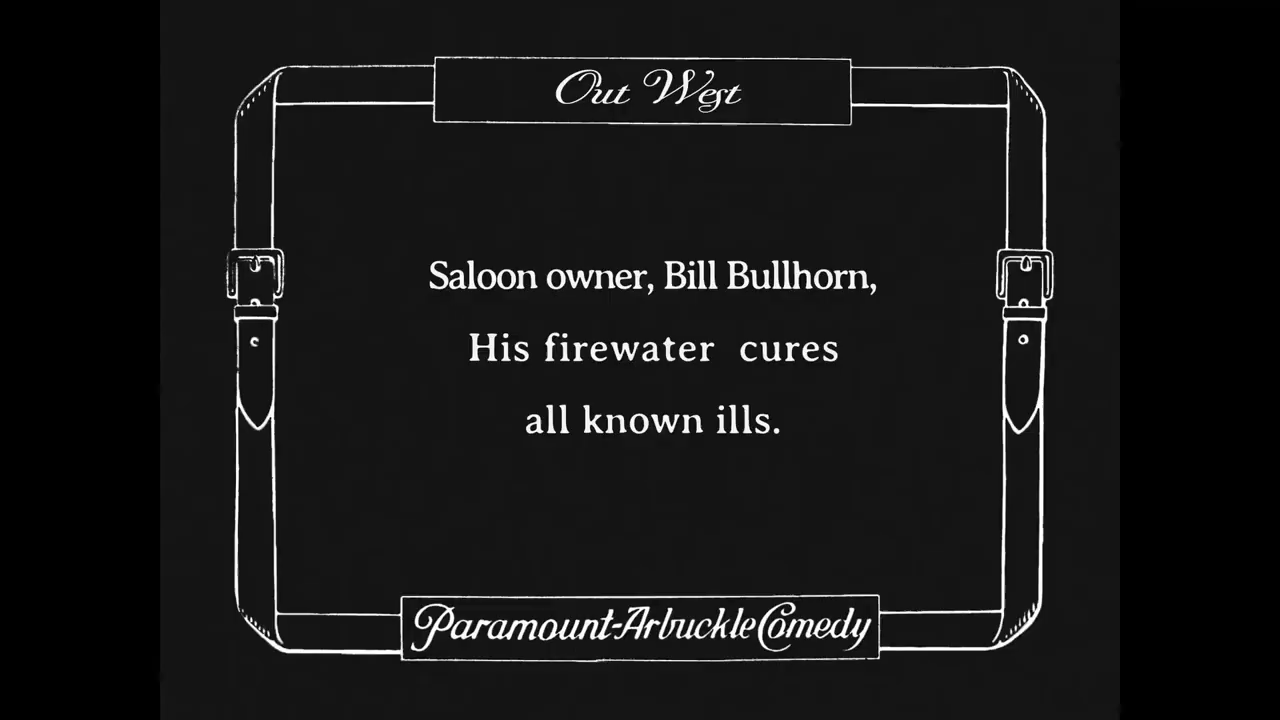 Out West
Saloon owner, Bill Bullhorn,
His firewater cures
all known ills.
Paramount-Arbuckle Comedy